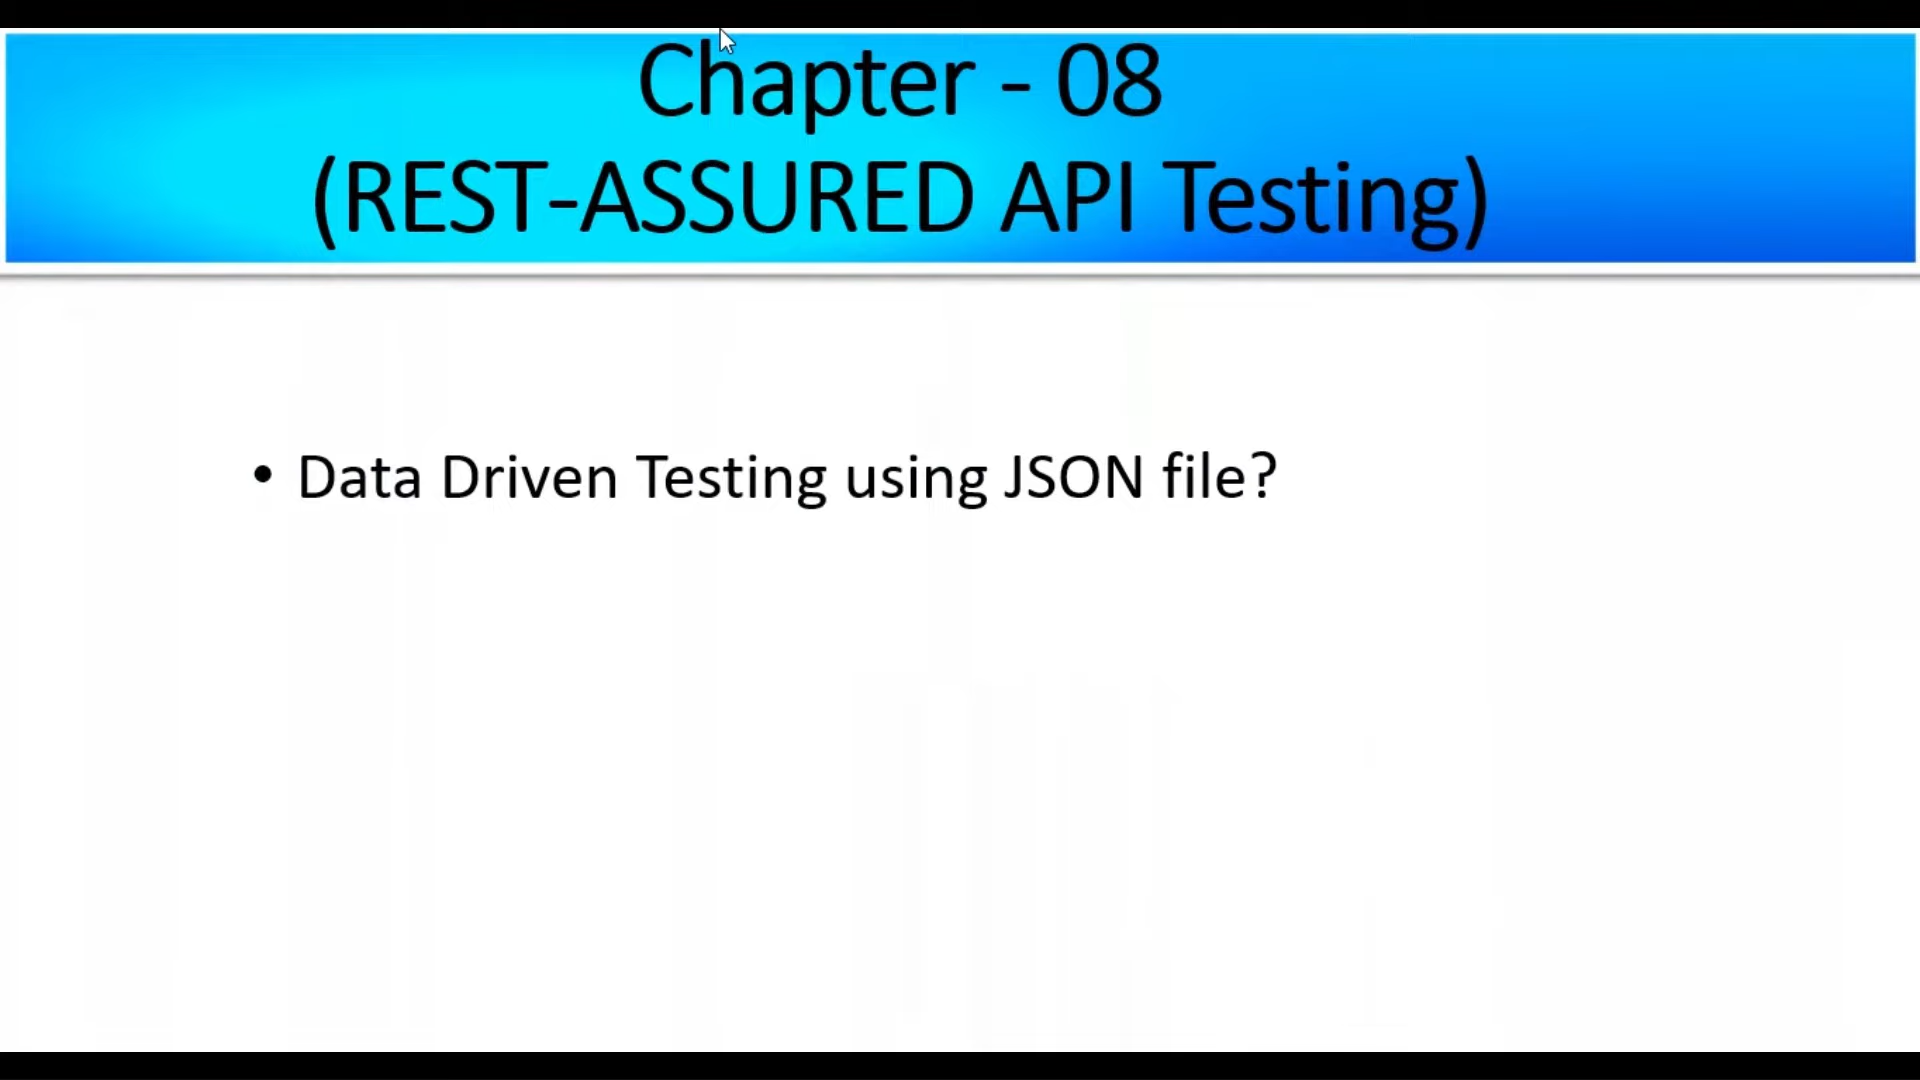 Chapter - 08
(REST-ASSURED API Testing)
• Data Driven Testing using JSON file?